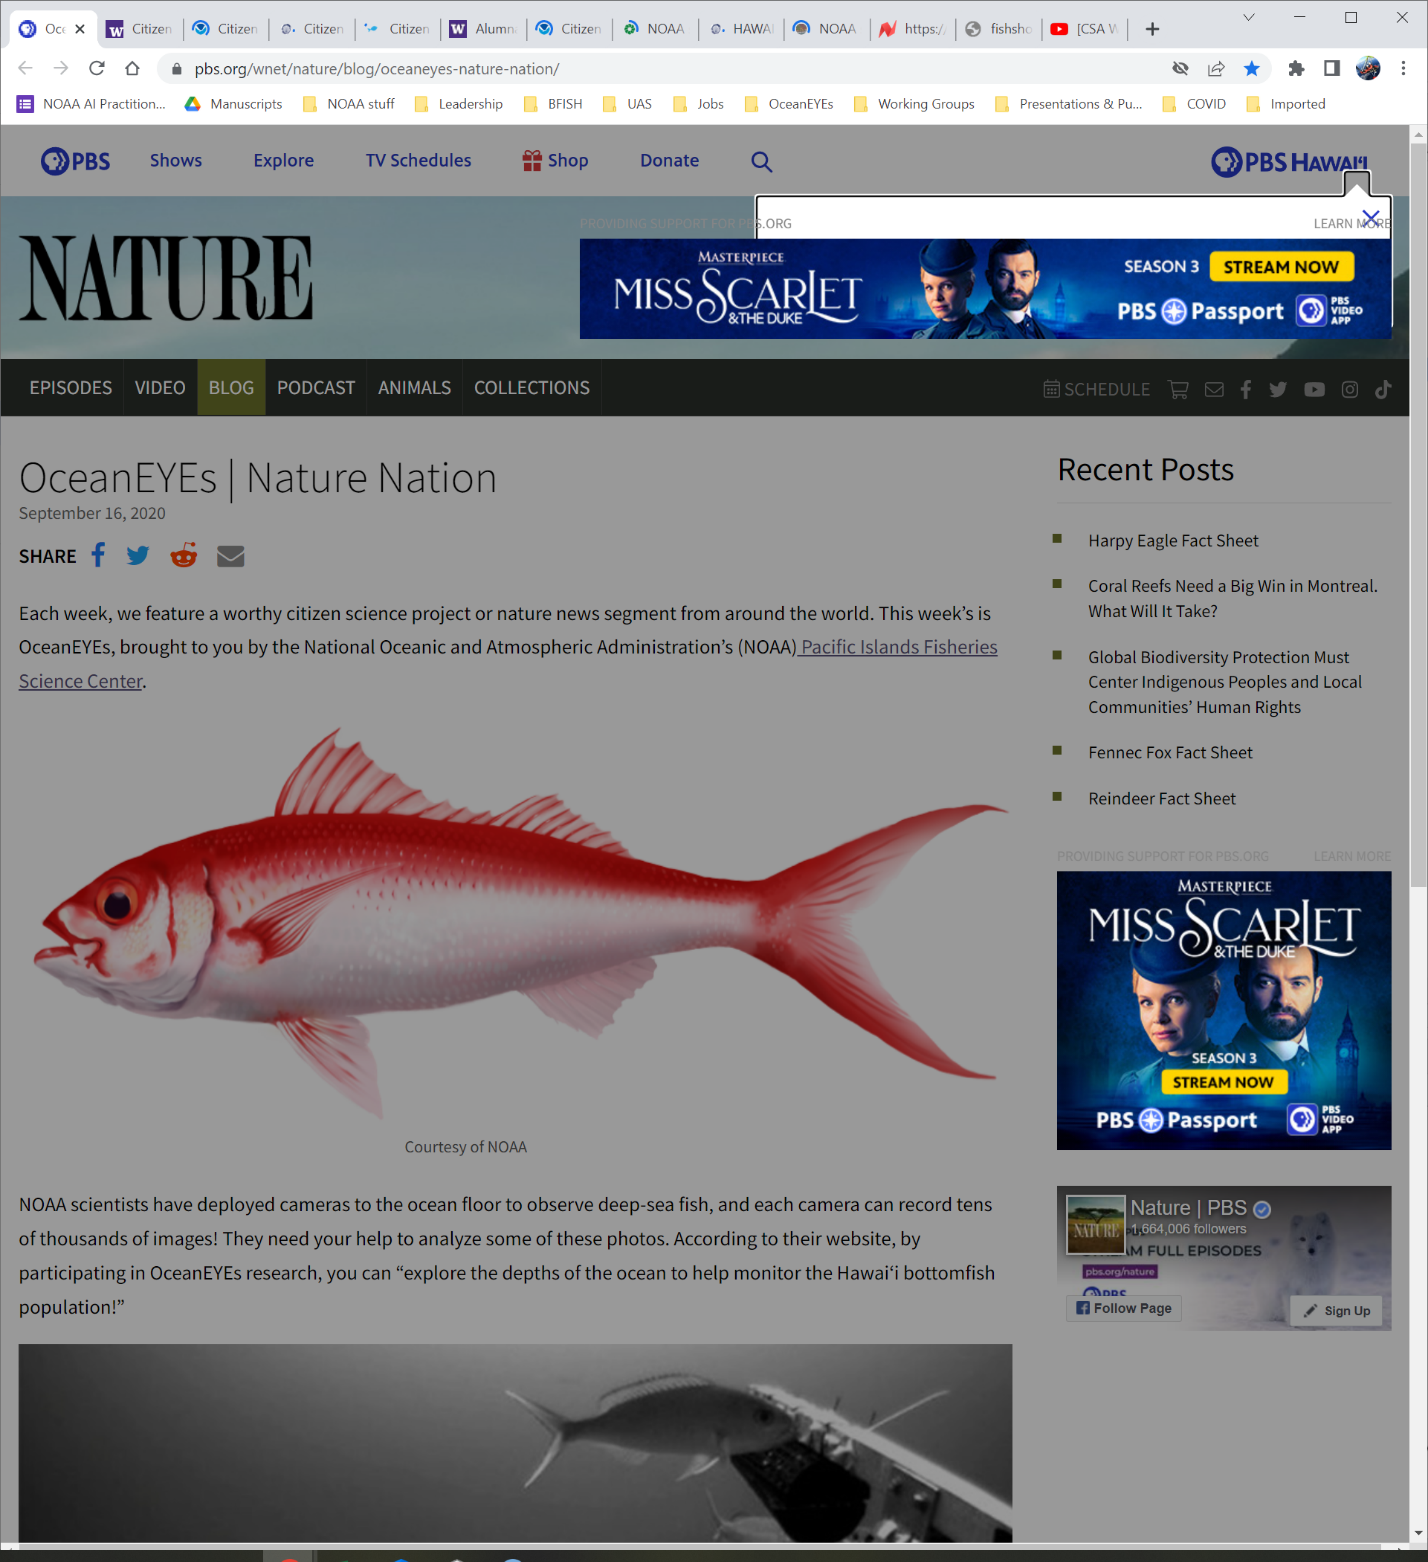 Oce
Citizen
Citizen
Citizen
Citizen
Alumn
Citizen
NOAA
HAWAI
NOAA
https:/
fishsho
[CSA W
pbs.org/wnet/nature/blog/oceaneyes-nature-nation/
NOAA AI Practition...
Manuscripts
NOAA stuff
Leadership
BFISH
UAS
Jobs
OceanEYEs
Working Groups
Presentations & Pu...
COVID
Imported
PBS
Shows
Explore
TV Schedules
Shop
Donate
PBS HAWAIʻI
PROVIDING SUPPORT FOR PBS.ORG
LEARN MORE
NATURE
MASTERPIECE
MISS SCARLET
& THE DUKE
SEASON 3
STREAM NOW
PBS Passport
PBS
VIDEO
APP
EPISODES
VIDEO
BLOG
PODCAST
ANIMALS
COLLECTIONS
SCHEDULE
OceanEYEs | Nature Nation
September 16, 2020
SHARE
Each week, we feature a worthy citizen science project or nature news segment from around the world. This week’s is
OceanEYEs, brought to you by the National Oceanic and Atmospheric Administration’s (NOAA) Pacific Islands Fisheries
Science Center.
Courtesy of NOAA
NOAA scientists have deployed cameras to the ocean floor to observe deep-sea fish, and each camera can record tens
of thousands of images! They need your help to analyze some of these photos. According to their website, by
participating in OceanEYEs research, you can “explore the depths of the ocean to help monitor the Hawai‘i bottomfish
population!”
Recent Posts
Harpy Eagle Fact Sheet
Coral Reefs Need a Big Win in Montreal.
What Will It Take?
Global Biodiversity Protection Must
Center Indigenous Peoples and Local
Communities’ Human Rights
Fennec Fox Fact Sheet
Reindeer Fact Sheet
PROVIDING SUPPORT FOR PBS.ORG
LEARN MORE
MASTERPIECE
MISS SCARLET
& THE DUKE
SEASON 3
STREAM NOW
PBS Passport
PBS
VIDEO
APP
NATURE
Nature | PBS
1,664,006 followers
AM FULL EPISODES
pbs.org/nature
PBS
Follow Page
Sign Up